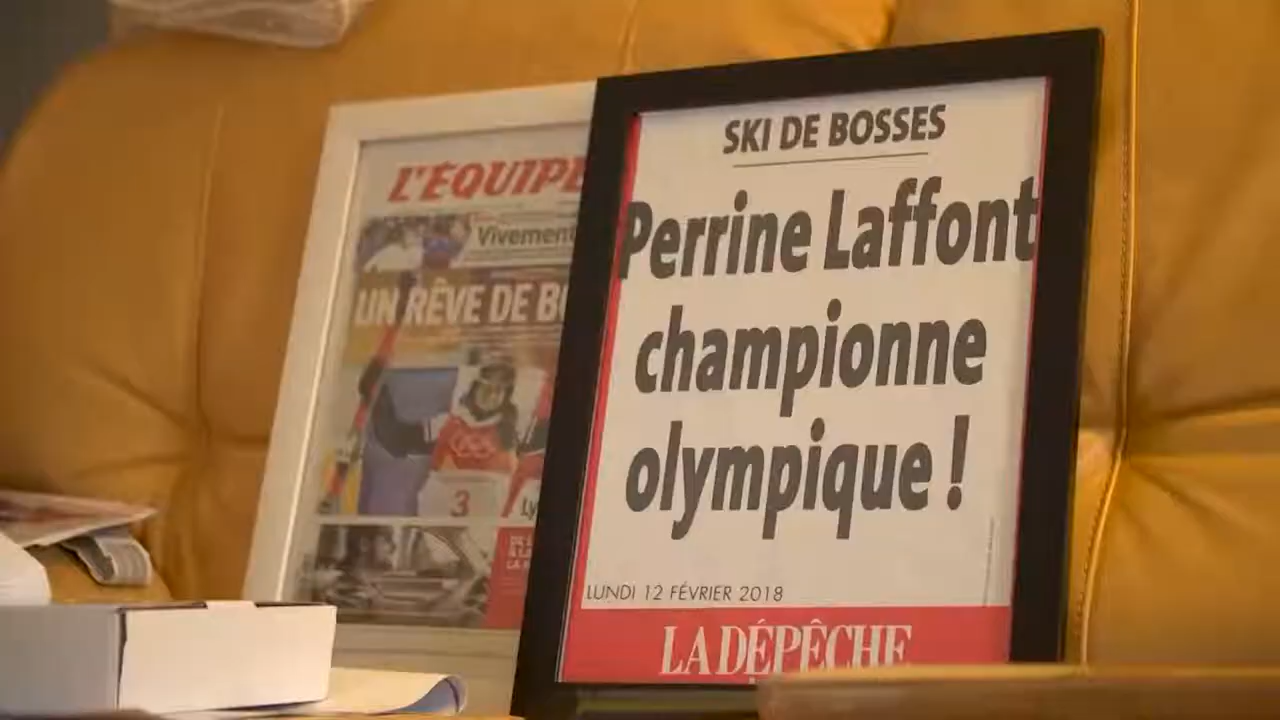 L'ÉQUIPE
Vivement
UN RÊVE DE
3
SKI DE BOSSES
Perrine Laffont
championne
olympique !
LUNDI 12 FÉVRIER 2018
LA DÉPÊCHE